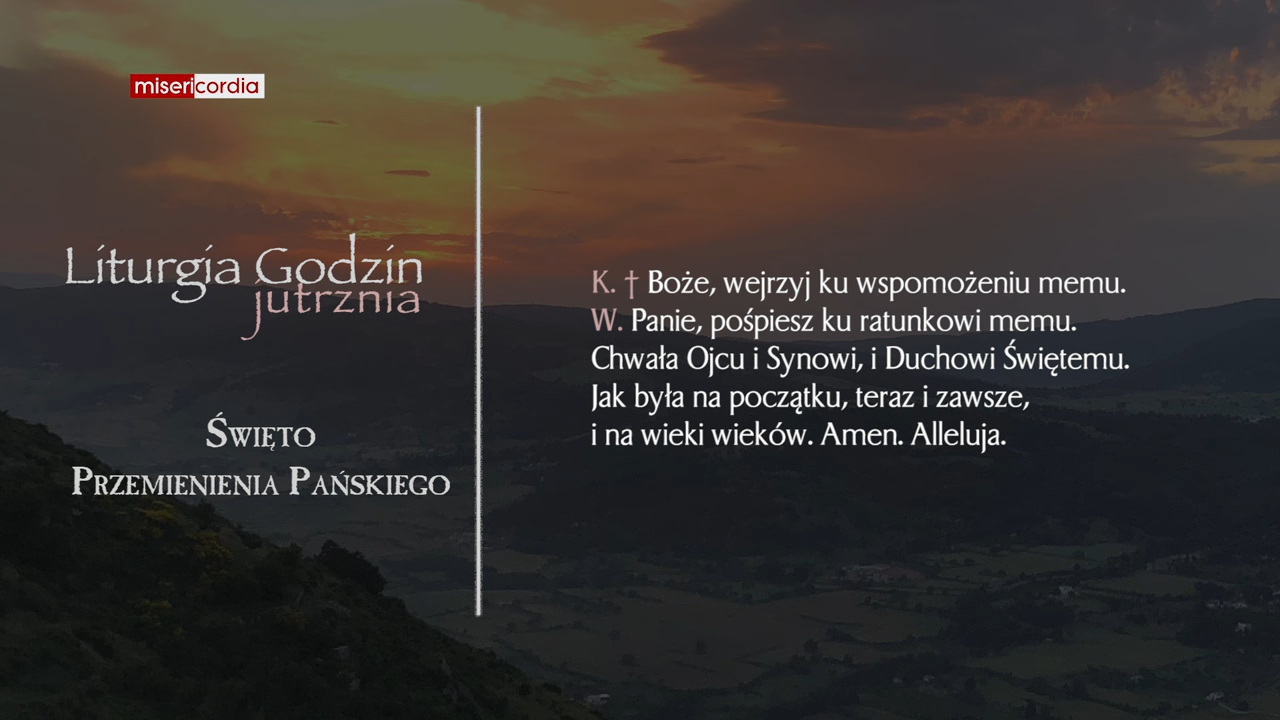 misericordia
Liturgia Godzin
jutrznia
Święto
Przemienienia Pańskiego
K. † Boże, wejrzyj ku wspomożeniu memu.
W. Panie, pośpiesz ku ratunkowi memu.
Chwała Ojcu i Synowi, i Duchowi Świętemu.
Jak była na początku, teraz i zawsze,
i na wieki wieków. Amen. Alleluja.